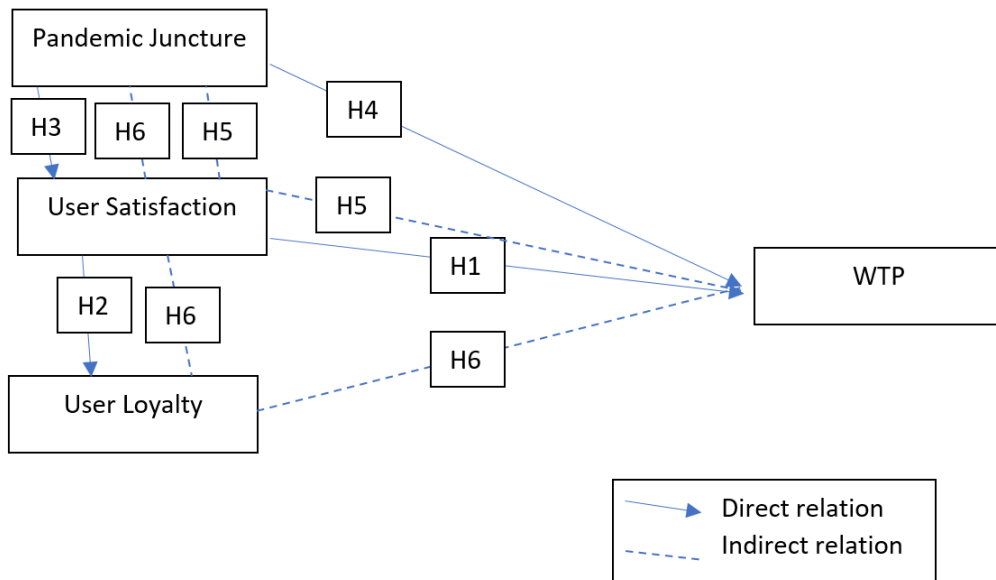 Pandemic Juncture
H4
H3
H6
H5
User Satisfaction
H5
H1
WTP
H2
H6
H6
User Loyalty
Direct relation
Indirect relation